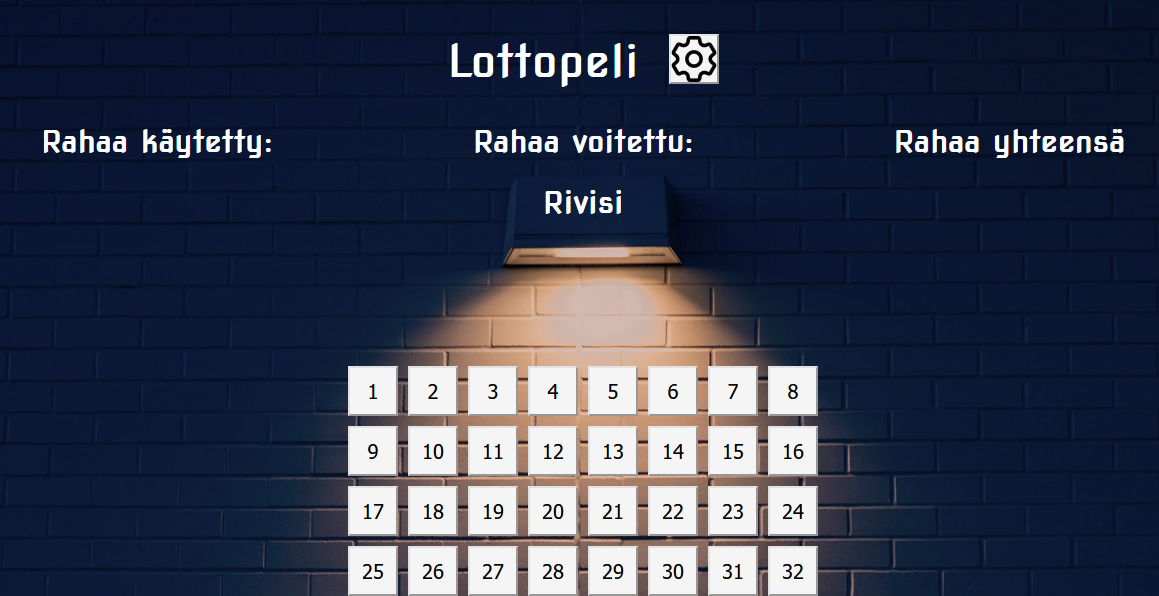 Lottopeli
Rahaa käytetty: Rahaa voitettu: Rahaa yhteensä
Rivisi
1 2 3 4 5 6 7 8
9 10 11 12 13 14 15 16
17 18 19 20 21 22 23 24
25 26 27 28 29 30 31 32